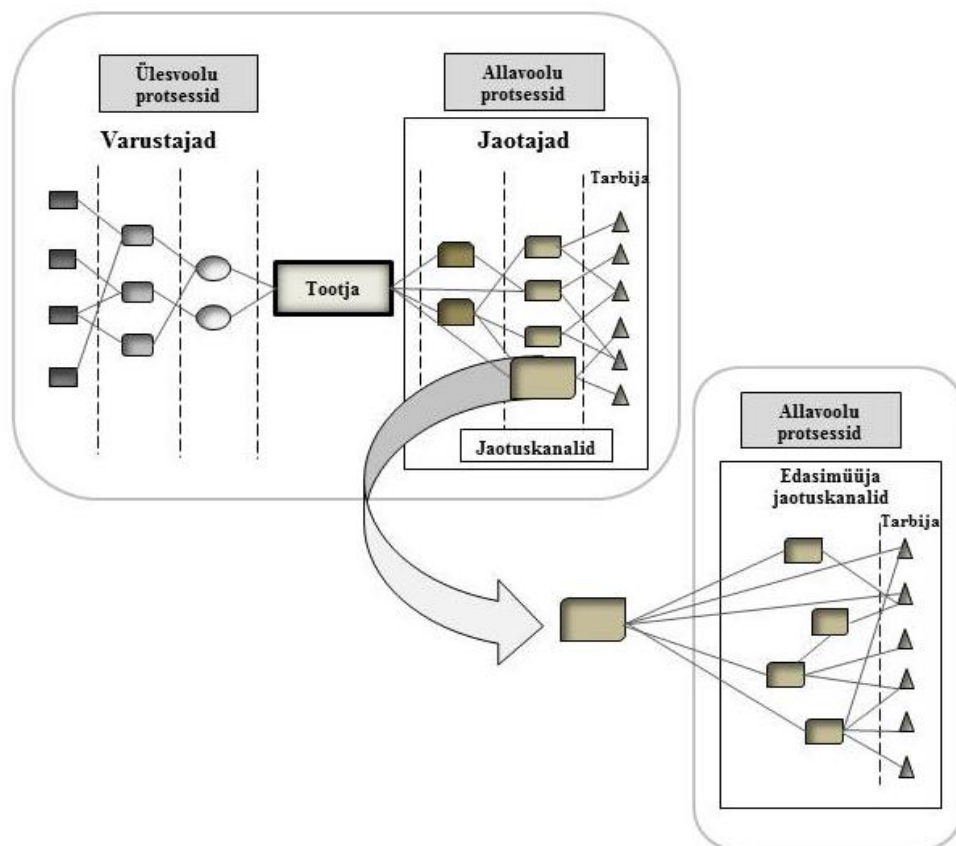 Ülesvoolu
protsessid
Varustajad
Tootja
Allavoolu
protsessid
Jaotajad
Tarbija
Jaotuskanalid
Allavoolu
protsessid
Edasimüüja
jaotuskanalid
Tarbija